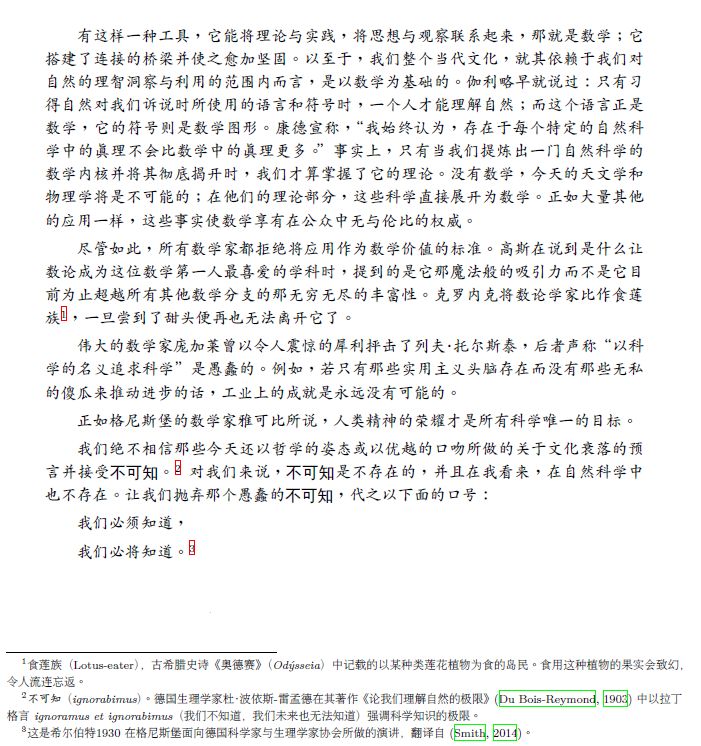 有这样一种工具，它能将理论与实践，将思想与观察联系起来，那就是数学；它
搭建了连接的桥梁并使之愈加坚固。以至于，我们整个当代文化，就其依赖于我们对
自然的理智洞察与利用的范围内而言，是以数学为基础的。伽利略早就说过：只有习
得自然对我们诉说时所使用的语言和符号时，一个人才能理解自然；而这个语言正是
数学，它的符号则是数学图形。康德宣称，“我始终认为，存在于每个特定的自然科
学中的真理不会比数学中的真理更多。” 事实上，只有当我们提炼出一门自然科学的
数学内核并将其彻底揭开时，我们才算掌握了它的理论。没有数学，今天的天文学和
物理学将是不可能的；在他们的理论部分，这些科学直接展开为数学。正如大量其他
的应用一样，这些事实使数学享有在公众中无与伦比的权威。
尽管如此，所有数学家都拒绝将应用作为数学价值的标准。高斯在说到是什么让
数论成为这位数学第一人最喜爱的学科时，提到的是它那魔法般的吸引力而不是它目
前为止超越所有其他数学分支的那无穷无尽的丰富性。克罗内克将数论学家比作食莲
族1，一旦尝到了甜头便再也无法离开它了。
伟大的数学家庞加莱曾以令人震惊的犀利抨击了列夫·托尔斯泰，后者声称“以科
学的名义追求科学”是愚蠢的。例如，若只有那些实用主义头脑存在而没有那些无私
的傻瓜来推动进步的话，工业上的成就是永远没有可能的。
正如格尼斯堡的数学家雅可比所说，人类精神的荣耀才是所有科学唯一的目标。
我们绝不相信那些今天还以哲学的姿态或以优越的口吻所做的关于文化衰落的预
言并接受不可知。2 对我们来说，不可知是不存在的，并且在我看来，在自然科学中
也不存在。让我们抛弃那个愚蠢的不可知，代之以下面的口号：
我们必须知道，
我们必将知道。3
1食莲族（Lotus-eater），古希腊史诗《奥德赛》（Odýsseia）中记载的以某种类莲花植物为食的岛民。食用这种植物的果实会致幻，
令人流连忘返。
2不可知（ignorabimus）。德国生理学家杜·波依斯-雷孟德在其著作《论我们理解自然的极限》(Du Bois-Reymond, 1903) 中以拉丁
格言 ignoramus et ignorabimus（我们不知道，我们未来也无法知道）强调科学知识的极限。
3这是希尔伯特1930 在格尼斯堡面向德国科学家与生理学家协会所做的演讲，翻译自 (Smith, 2014)。